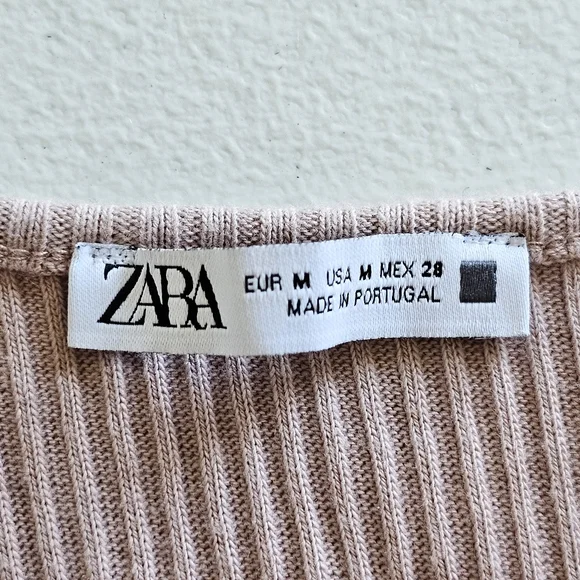 ZARA
EUR M USA M MEX 28
MADE IN PORTUGAL